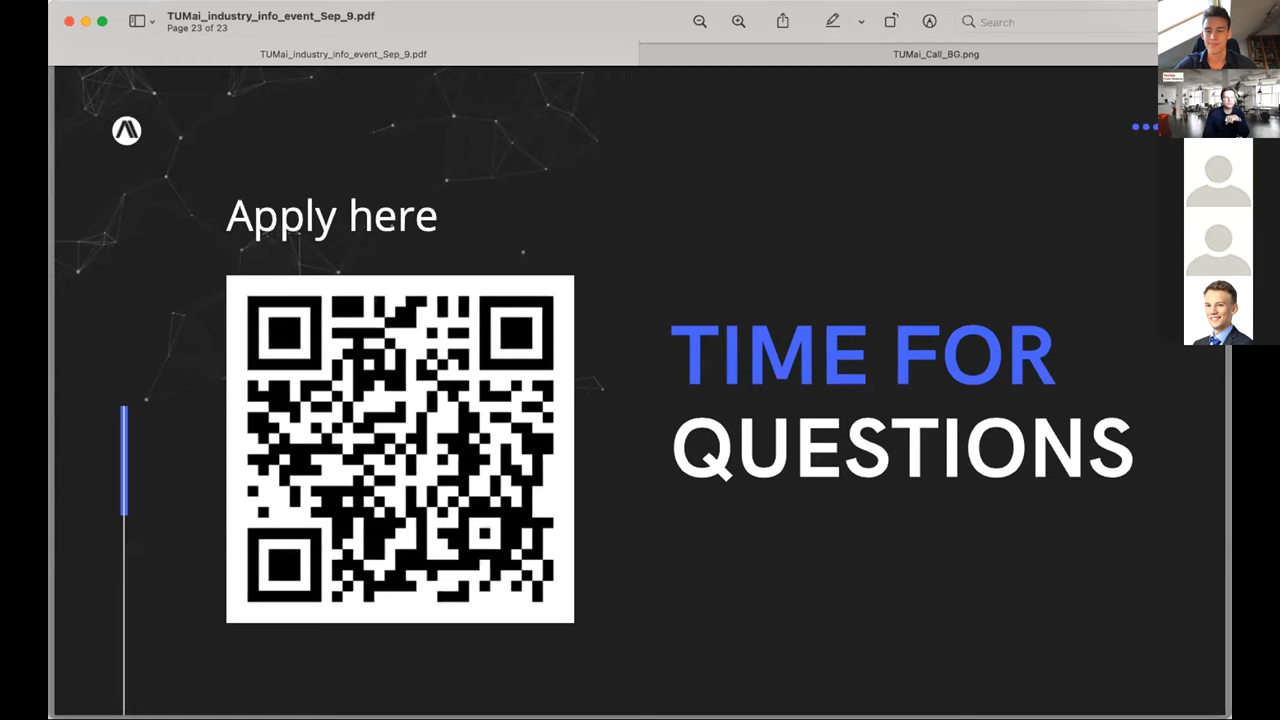 TUMai_industry_info_event_Sep_9.pdf
Page 23 of 23
Search
TUMai_industry_info_event_Sep_9.pdf
TUMai_Call_BG.png
Apply here
TIME FOR
QUESTIONS